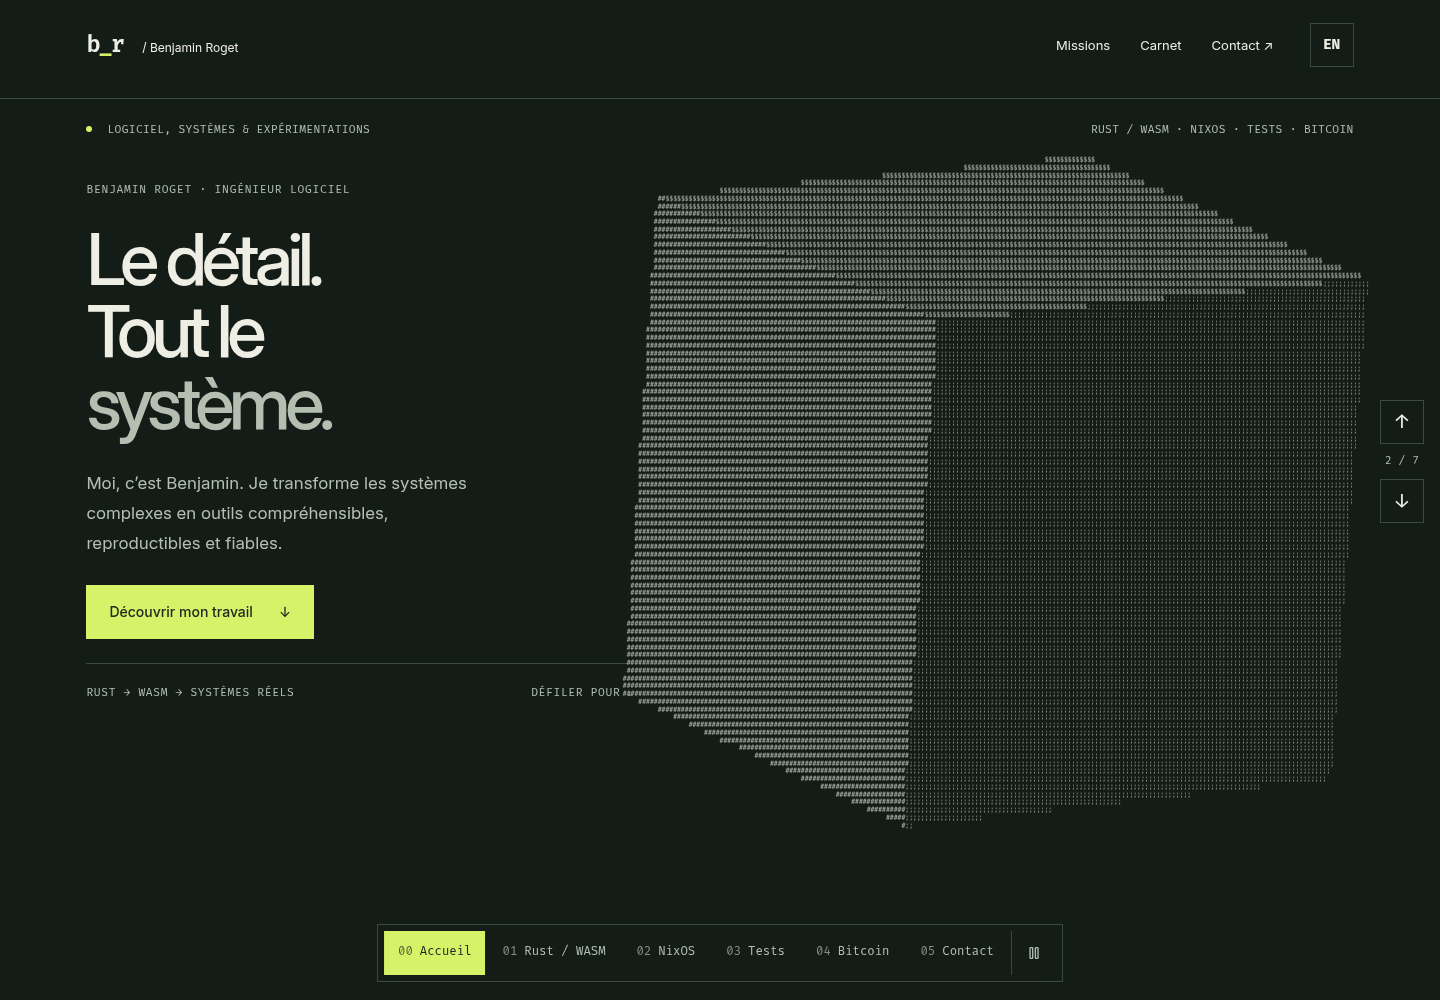 b_r / Benjamin Roget
Missions Carnet Contact ↗ EN
LOGICIEL, SYSTÈMES & EXPÉRIMENTATIONS
RUST / WASM · NIXOS · TESTS · BITCOIN
BENJAMIN ROGET · INGÉNIEUR LOGICIEL
Le détail.
Tout le
système.
Moi, c’est Benjamin. Je transforme les systèmes
complexes en outils compréhensibles,
reproductibles et fiables.
Découvrir mon travail ↓
RUST → WASM → SYSTÈMES RÉELS
DÉFILER POUR
↑
2 / 7
↓
00 Accueil 01 Rust / WASM 02 NixOS 03 Tests 04 Bitcoin 05 Contact